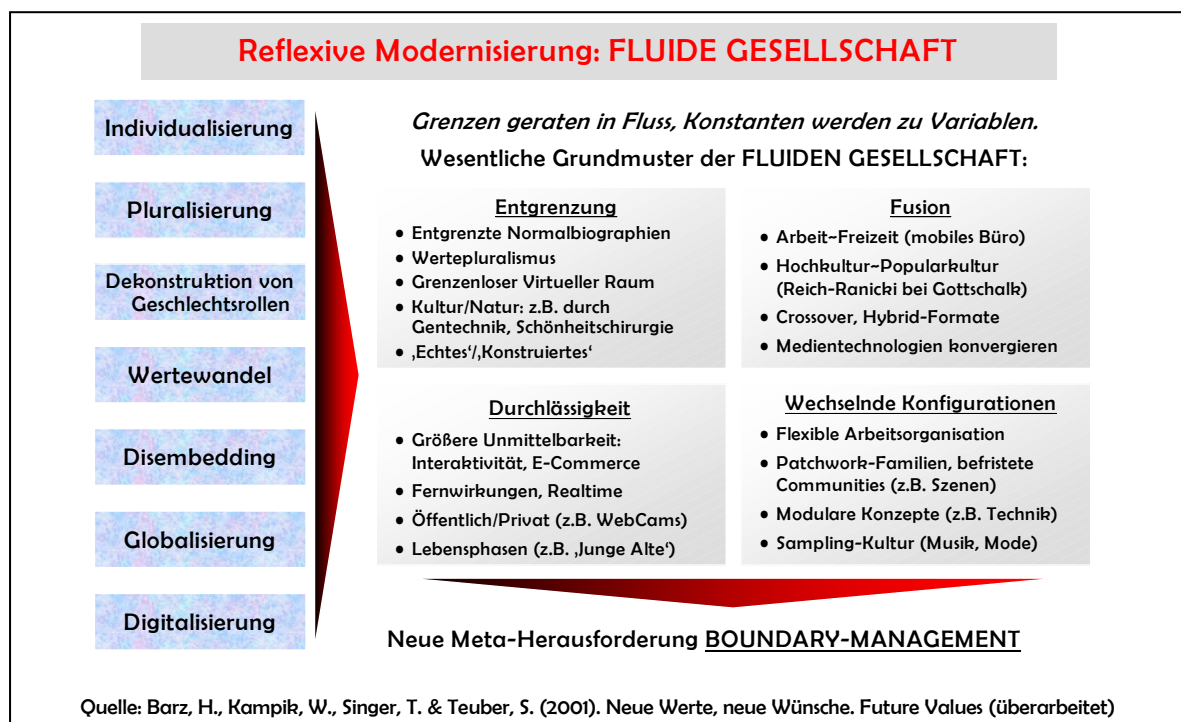 Reflexive Modernisierung: FLUIDE GESELLSCHAFT
Individualisierung
Pluralisierung
Dekonstruktion von
Geschlechtsrollen
Wertewandel
Disembedding
Globalisierung
Digitalisierung
Grenzen geraten in Fluss, Konstanten werden zu Variablen.
Wesentliche Grundmuster der FLUIDEN GESELLSCHAFT:
Entgrenzung
• Entgrenzte Normalbiographien
• Wertepluralismus
• Grenzenloser Virtueller Raum
• Kultur/Natur: z.B. durch
Gentechnik, Schönheitschirurgie
• ‚Echtes‘/‚Konstruiertes‘
Fusion
• Arbeit~Freizeit (mobiles Büro)
• Hochkultur~Popularkultur
(Reich-Ranicki bei Gottschalk)
• Crossover, Hybrid-Formate
• Medientechnologien konvergieren
Durchlässigkeit
• Größere Unmittelbarkeit:
Interaktivität, E-Commerce
• Fernwirkungen, Realtime
• Öffentlich/Privat (z.B. WebCams)
• Lebensphasen (z.B. ‚Junge Alte‘)
Wechselnde Konfigurationen
• Flexible Arbeitsorganisation
• Patchwork-Familien, befristete
Communities (z.B. Szenen)
• Modulare Konzepte (z.B. Technik)
• Sampling-Kultur (Musik, Mode)
Neue Meta-Herausforderung BOUNDARY-MANAGEMENT
Quelle: Barz, H., Kampik, W., Singer, T. & Teuber, S. (2001). Neue Werte, neue Wünsche. Future Values (überarbeitet)